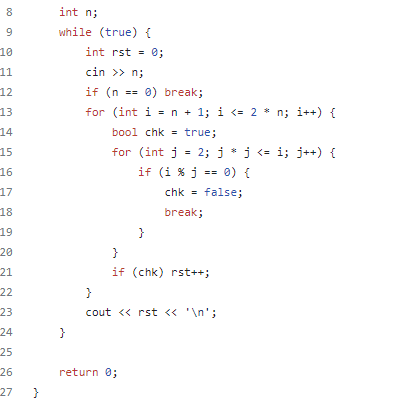 8 int n;
9 while (true) {
10 int rst = 0;
11 cin >> n;
12 if (n == 0) break;
13 for (int i = n + 1; i <= 2 * n; i++) {
14 bool chk = true;
15 for (int j = 2; j * j <= i; j++) {
16 if (i % j == 0) {
17 chk = false;
18 break;
19 }
20 }
21 if (chk) rst++;
22 }
23 cout << rst << '\n';
24 }
25
26 return 0;
27 }